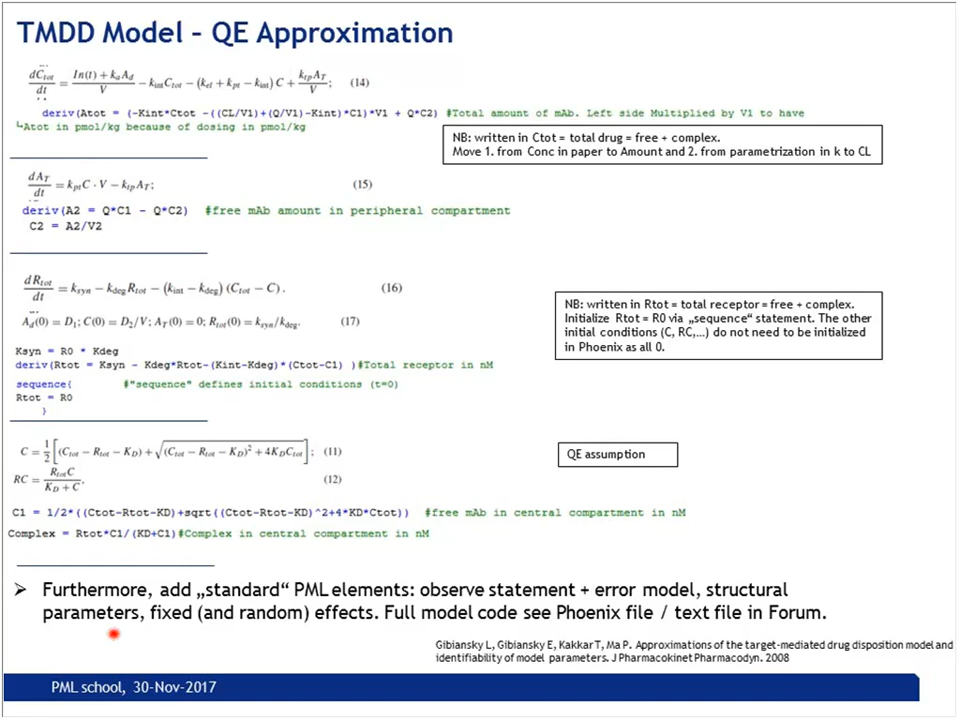 TMDD Model – QE Approximation
dC_tot/dt = (In(t) + k_a A_d)/V − k_int C_tot − (k_el + k_pt − k_int) C + k_tp A_T/V; (14)
deriv(Atot = (-Kint*Ctot -((CL/V1)+(Q/V1)-Kint)*C1)*V1 + Q*C2) #Total amount of mAb. Left side Multiplied by V1 to have
Atot in pmol/kg because of dosing in pmol/kg
NB: written in Ctot = total drug = free + complex.
Move 1. from Conc in paper to Amount and 2. from parametrization in k to CL
dA_T/dt = k_pt C · V − k_tp A_T; (15)
deriv(A2 = Q*C1 - Q*C2) #free mAb amount in peripheral compartment
C2 = A2/V2
dR_tot/dt = k_syn − k_deg R_tot − (k_int − k_deg) (C_tot − C). (16)
A_d(0) = D_1; C(0) = D_2/V; A_T(0) = 0; R_tot(0) = k_syn/k_deg. (17)
NB: written in Rtot = total receptor = free + complex.
Initialize Rtot = R0 via „sequence“ statement. The other
initial conditions (C, RC,...) do not need to be initialized
in Phoenix as all 0.
Ksyn = R0 * Kdeg
deriv(Rtot = Ksyn - Kdeg*Rtot-(Kint-Kdeg)*(Ctot-C1) )#Total receptor in nM
sequence{ #"sequence" defines initial conditions (t=0)
Rtot = R0
}
C = 1/2 [(C_tot − R_tot − K_D) + √((C_tot − R_tot − K_D)² + 4K_D C_tot)]; (11)
QE assumption
RC = R_tot C/(K_D + C). (12)
C1 = 1/2*((Ctot-Rtot-KD)+sqrt((Ctot-Rtot-KD)^2+4*KD*Ctot)) #free mAb in central compartment in nM
Complex = Rtot*C1/(KD+C1)#Complex in central compartment in nM
➢ Furthermore, add „standard“ PML elements: observe statement + error model, structural
parameters, fixed (and random) effects. Full model code see Phoenix file / text file in Forum.
Gibiansky L, Gibiansky E, Kakkar T, Ma P. Approximations of the target-mediated drug disposition model and
identifiability of model parameters. J Pharmacokinet Pharmacodyn. 2008
PML school, 30-Nov-2017